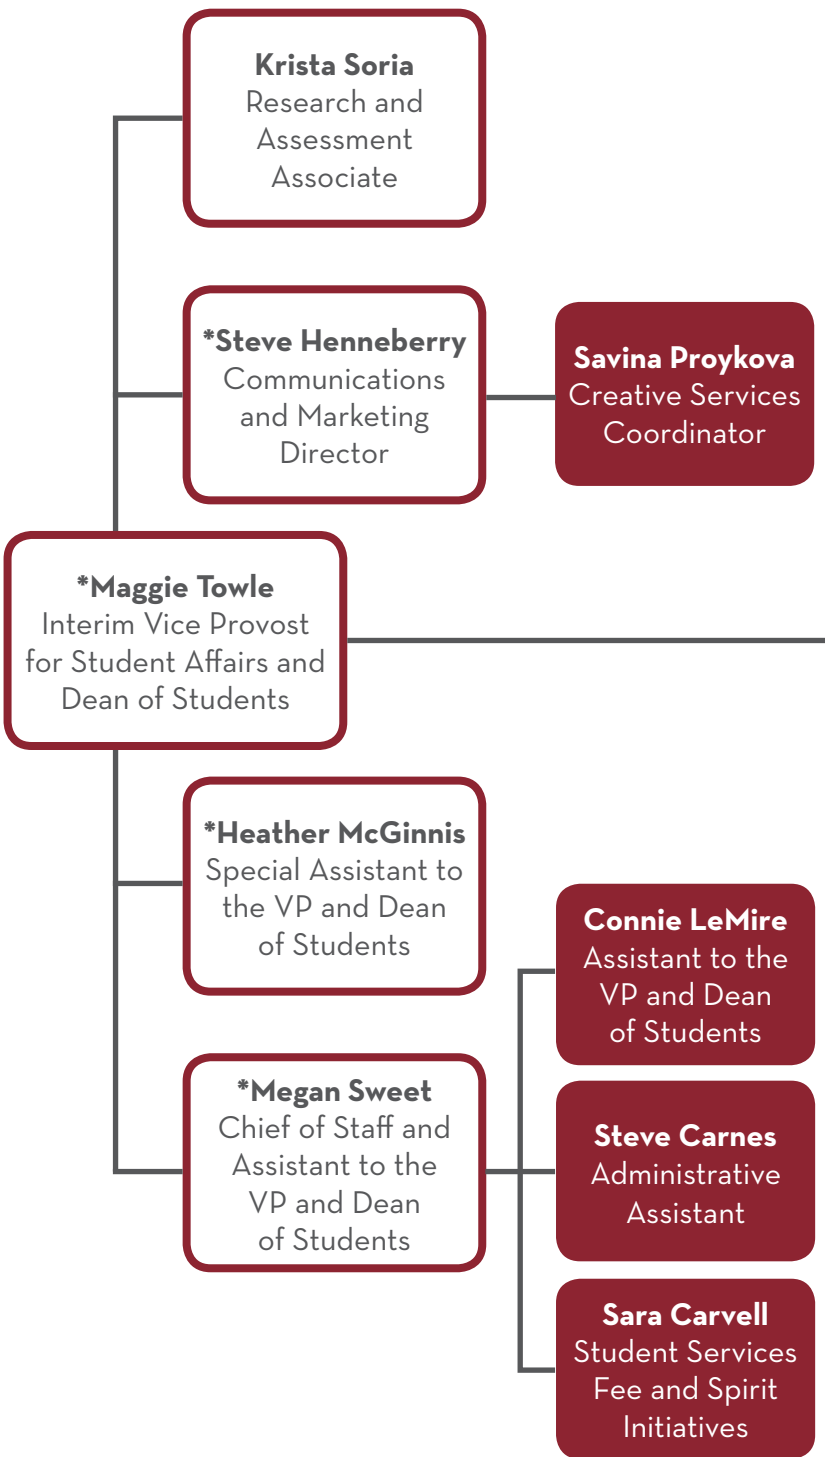 Krista Soria
Research and
Assessment
Associate
*Steve Henneberry
Communications
and Marketing
Director
Savina Proykova
Creative Services
Coordinator
*Maggie Towle
Interim Vice Provost
for Student Affairs and
Dean of Students
*Heather McGinnis
Special Assistant to
the VP and Dean
of Students
*Megan Sweet
Chief of Staff and
Assistant to the
VP and Dean
of Students
Connie LeMire
Assistant to the
VP and Dean
of Students
Steve Carnes
Administrative
Assistant
Sara Carvell
Student Services
Fee and Spirit
Initiatives